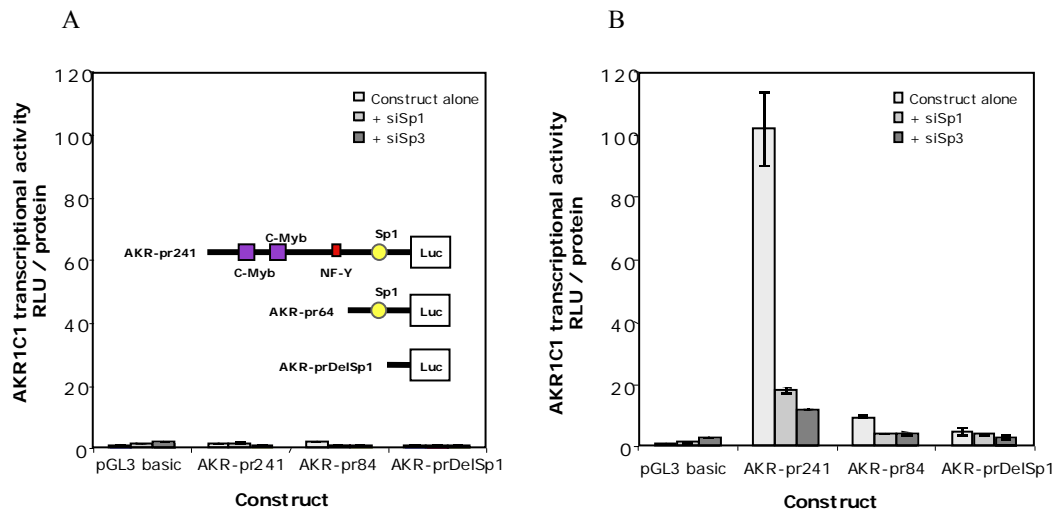 A
AKR1C1 transcriptional activity
RLU / protein
120
100
80
60
40
20
0
Construct alone
+ siSp1
+ siSp3
C-Myb
Sp1
AKR-pr241
Luc
C-Myb
NF-Y
Sp1
AKR-pr64
Luc
AKR-prDelSp1
Luc
pGL3 basic
AKR-pr241
AKR-pr84
AKR-prDelSp1
Construct
B
AKR1C1 transcriptional activity
RLU / protein
120
100
80
60
40
20
0
Construct alone
+ siSp1
+ siSp3
pGL3 basic
AKR-pr241
AKR-pr84
AKR-prDelSp1
Construct